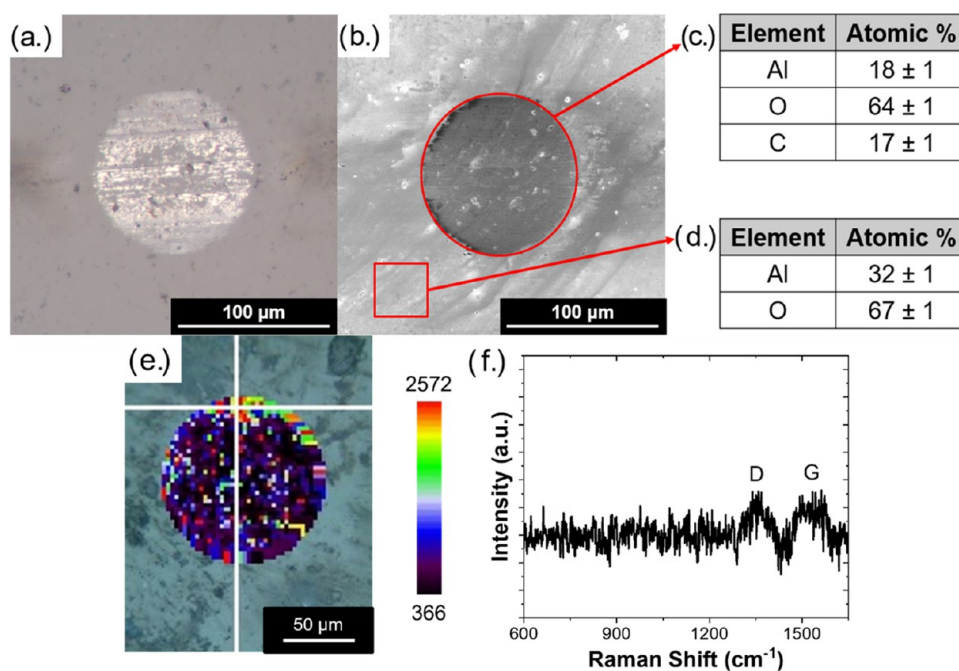 (a.)
100 µm
(b.)
100 µm
(c.)
Element Atomic %
Al 18 ± 1
O 64 ± 1
C 17 ± 1
(d.)
Element Atomic %
Al 32 ± 1
O 67 ± 1
(e.)
2572
366
50 µm
(f.)
Intensity (a.u.)
D G
600 900 1200 1500
Raman Shift (cm⁻¹)